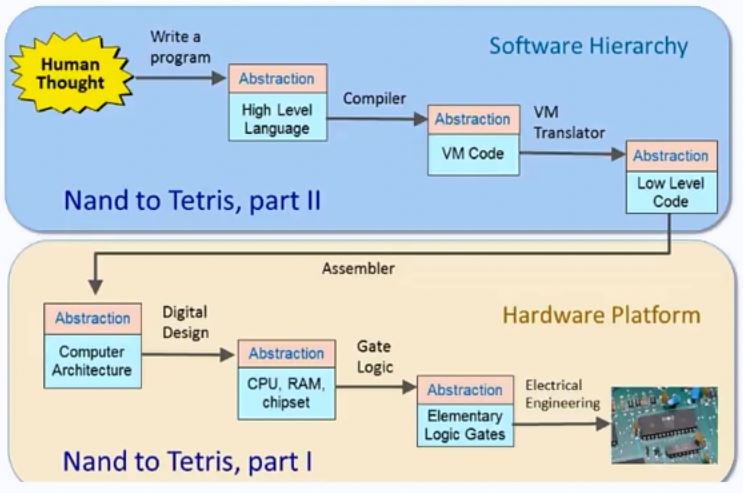 Software Hierarchy
Human
Thought
Write a
program
Abstraction
High Level
Language
Compiler
Abstraction
VM Code
VM
Translator
Abstraction
Low Level
Code
Nand to Tetris, part II
Assembler
Hardware Platform
Abstraction
Computer
Architecture
Digital
Design
Abstraction
CPU, RAM,
chipset
Gate
Logic
Abstraction
Elementary
Logic Gates
Electrical
Engineering
Nand to Tetris, part I